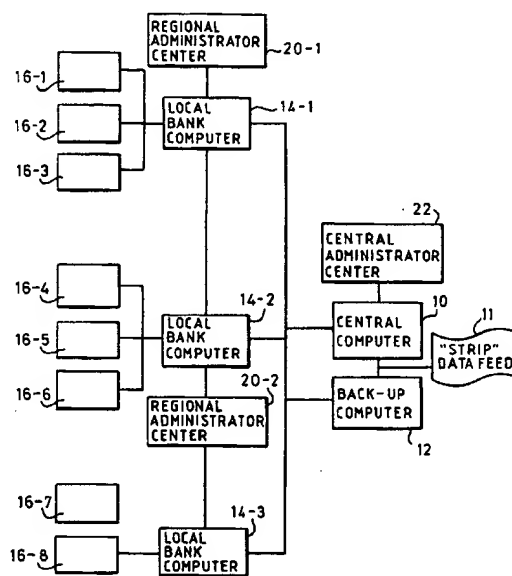 REGIONAL
ADMINISTRATOR
CENTER
20-1
16-1
16-2
16-3
LOCAL
BANK
COMPUTER
14-1
22
CENTRAL
ADMINISTRATOR
CENTER
16-4
16-5
16-6
LOCAL
BANK
COMPUTER
14-2
10
CENTRAL
COMPUTER
11
"STRIP"
DATA FEED
REGIONAL
ADMINISTRATOR
CENTER
20-2
BACK-UP
COMPUTER
12
16-7
16-8
LOCAL
BANK
COMPUTER
14-3